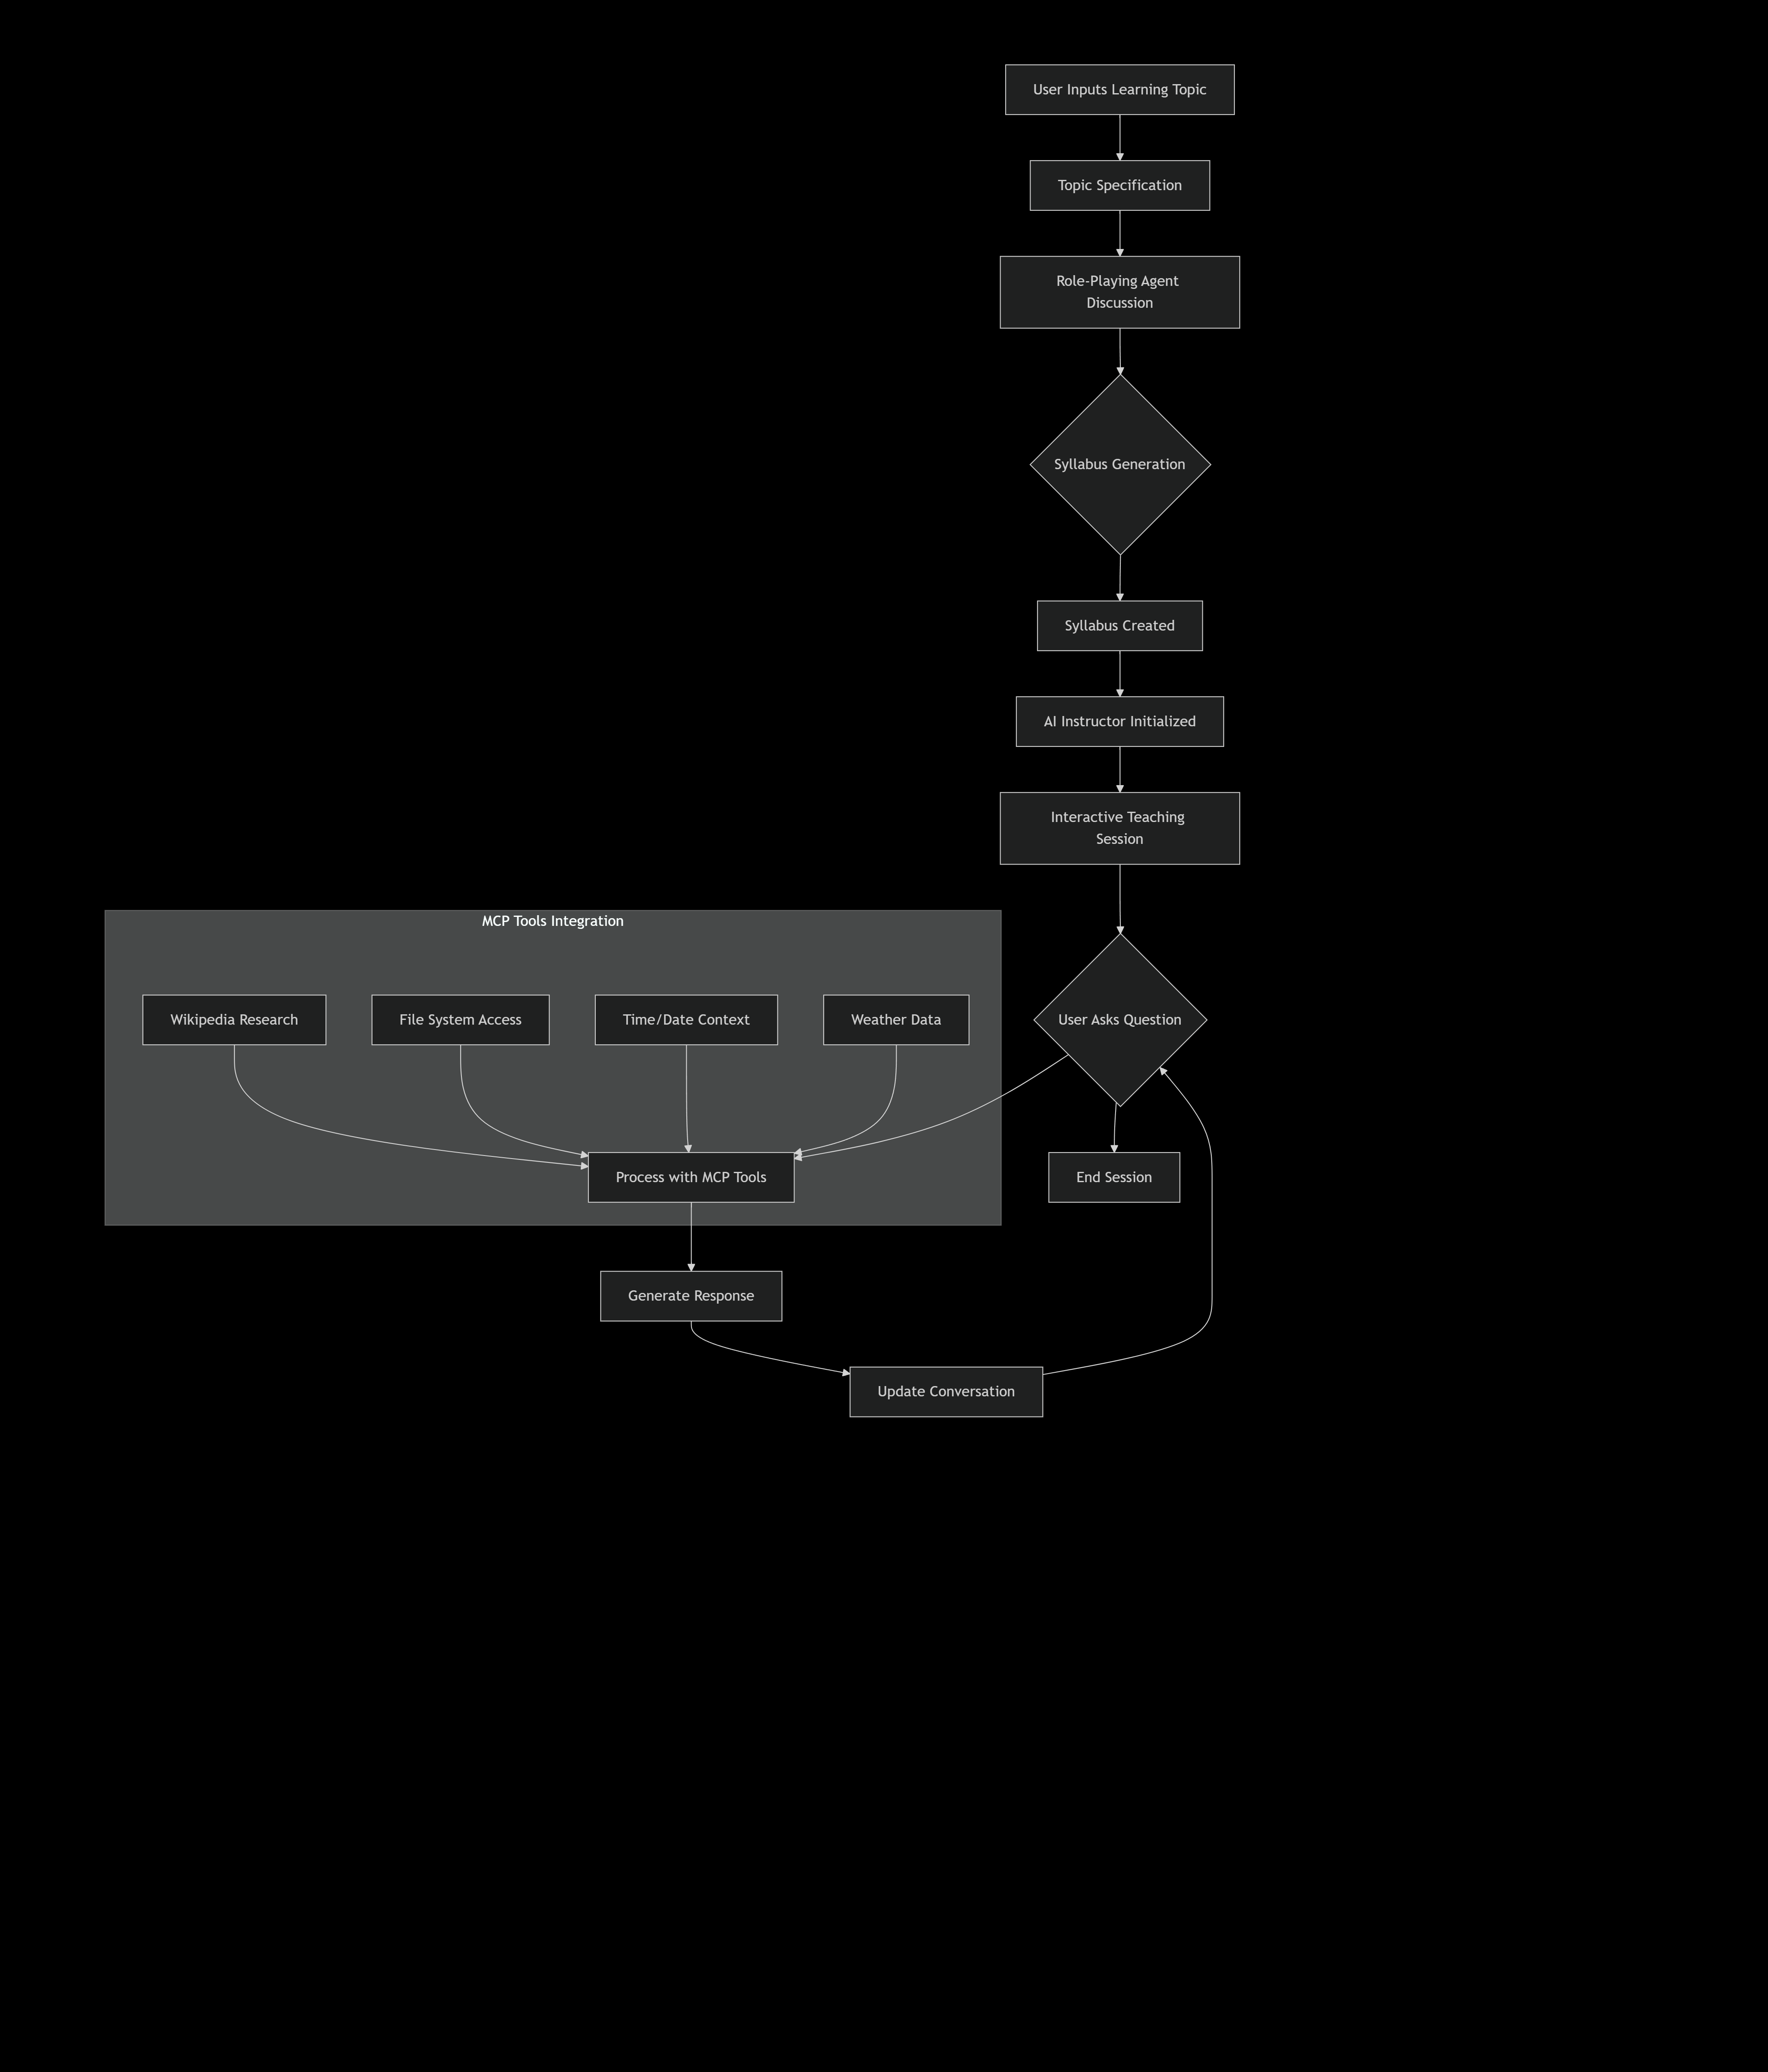 User Inputs Learning Topic
Topic Specification
Role-Playing Agent
Discussion
Syllabus Generation
Syllabus Created
AI Instructor Initialized
Interactive Teaching
Session
MCP Tools Integration
Wikipedia Research
File System Access
Time/Date Context
Weather Data
User Asks Question
Process with MCP Tools
End Session
Generate Response
Update Conversation